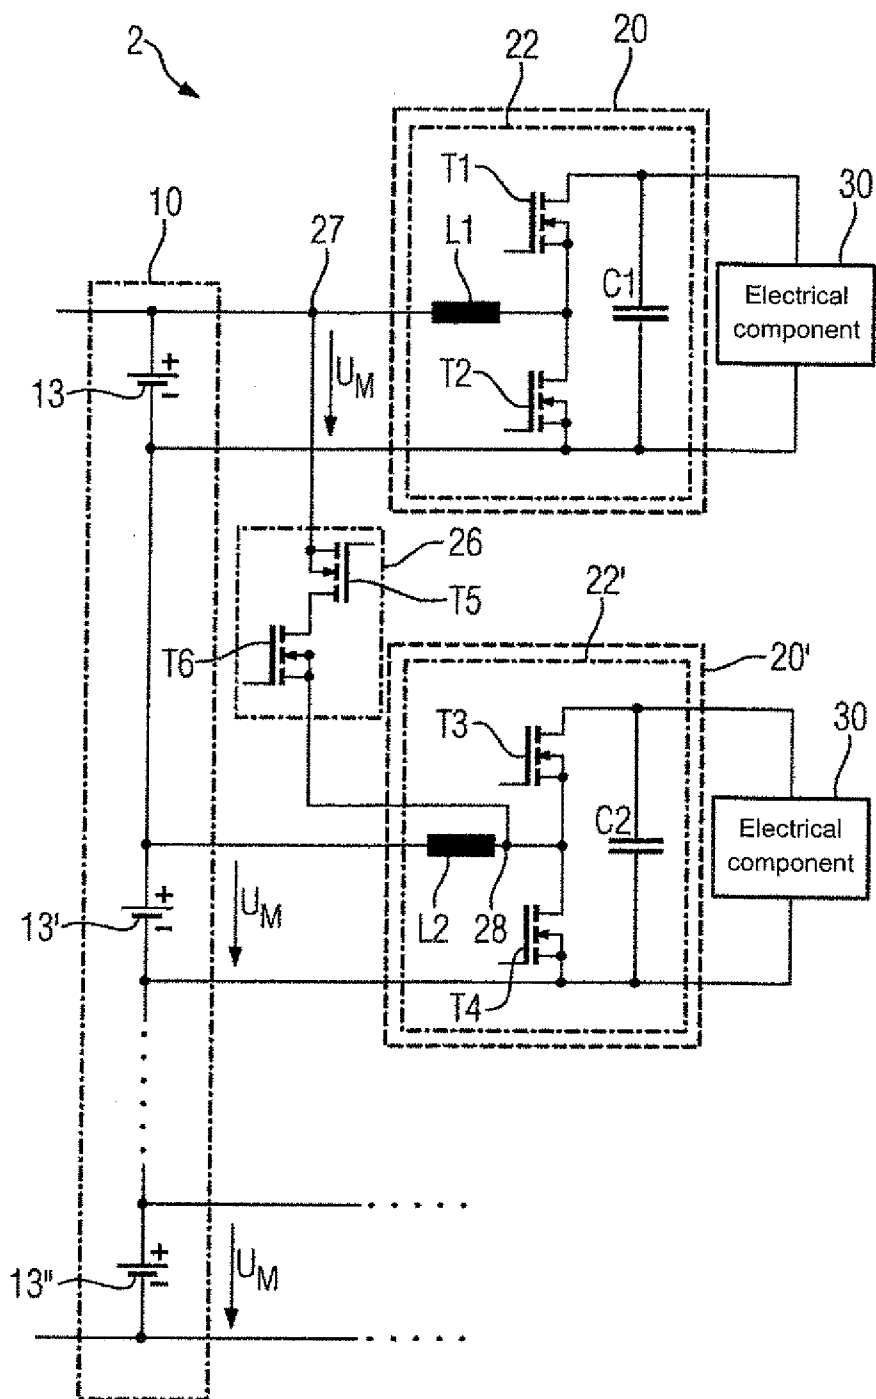 2
22
20
10
27
T1
L1
C1
30
Electrical
component
13
+
-
U_M
T2
26
T5
T6
22'
20'
T3
30
C2
Electrical
component
13'
+
-
U_M
L2
28
T4
13"
+
-
U_M